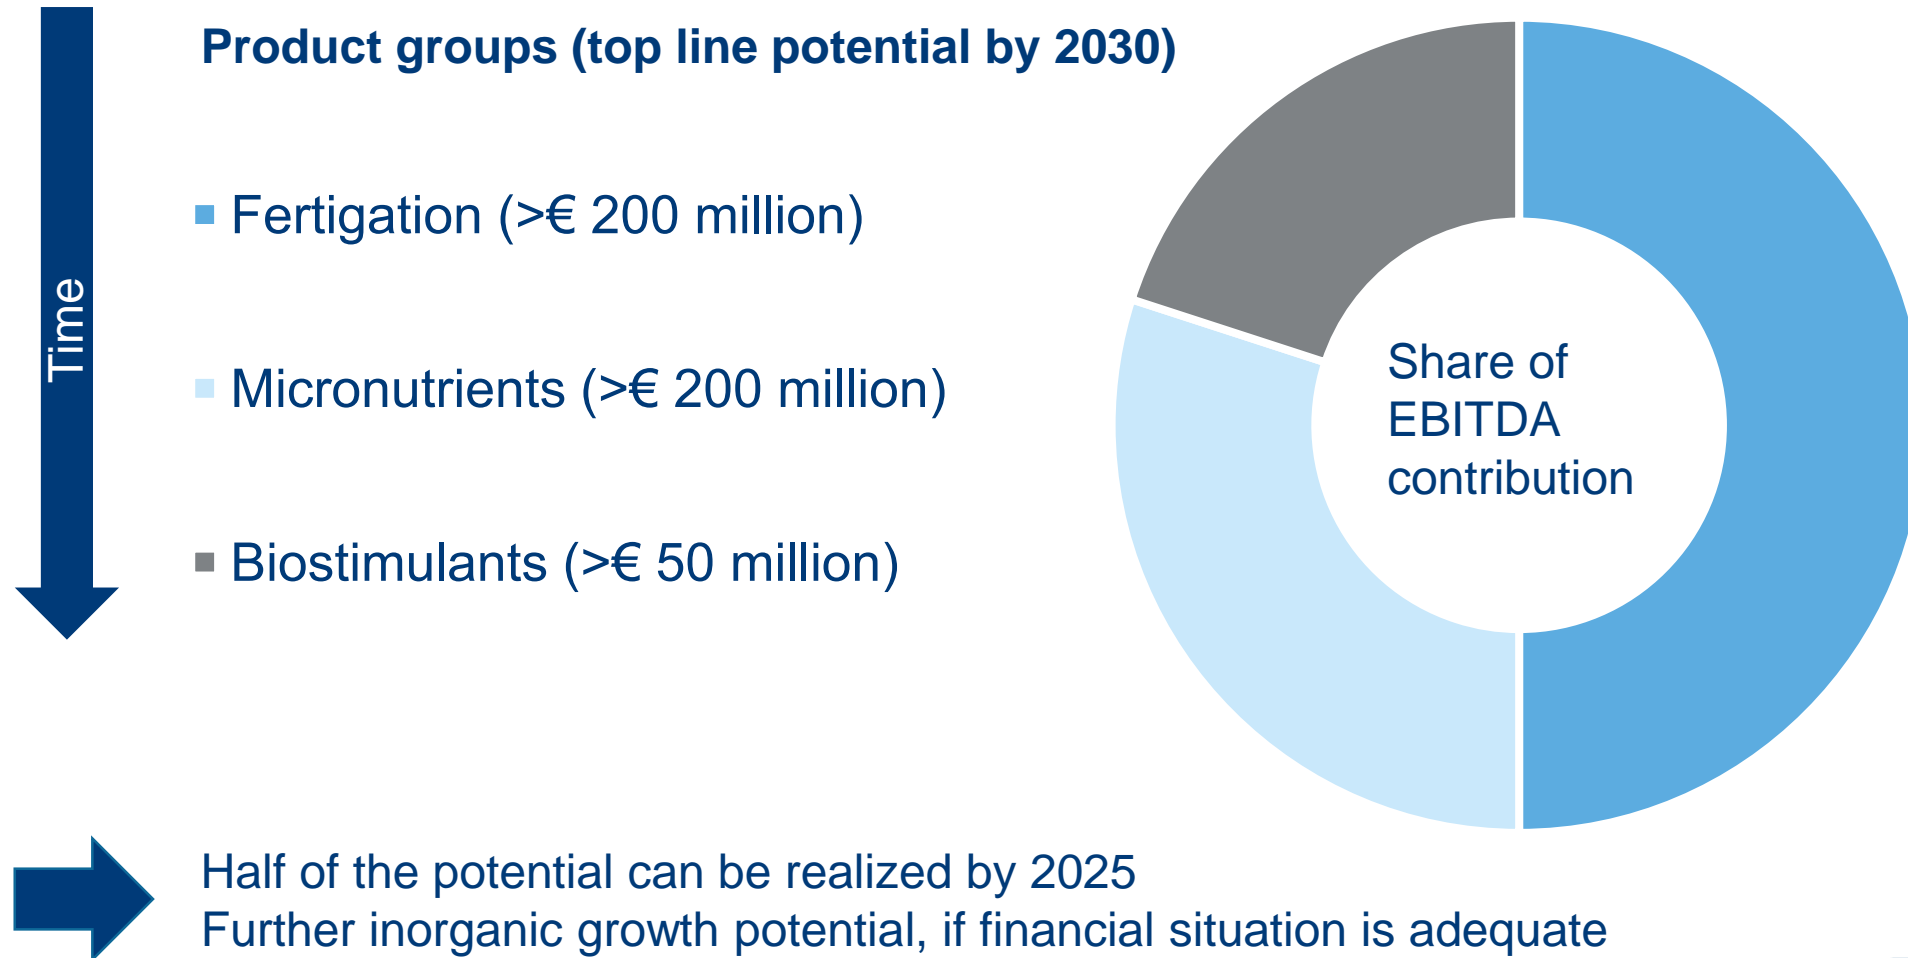 Product groups (top line potential by 2030)
Time
Fertigation (>€ 200 million)
Micronutrients (>€ 200 million)
Biostimulants (>€ 50 million)
Share of
EBITDA
contribution
Half of the potential can be realized by 2025
Further inorganic growth potential, if financial situation is adequate